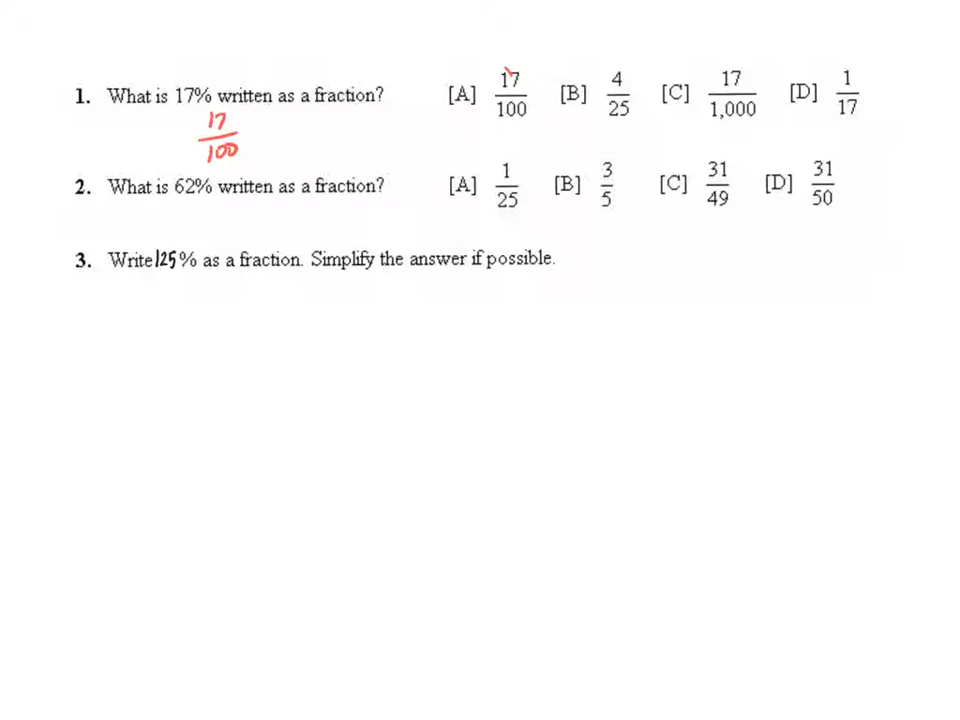 1. What is 17% written as a fraction? [A] 17/100 [B] 4/25 [C] 17/1,000 [D] 1/17
17/100
2. What is 62% written as a fraction? [A] 1/25 [B] 3/5 [C] 31/49 [D] 31/50
3. Write 125% as a fraction. Simplify the answer if possible.